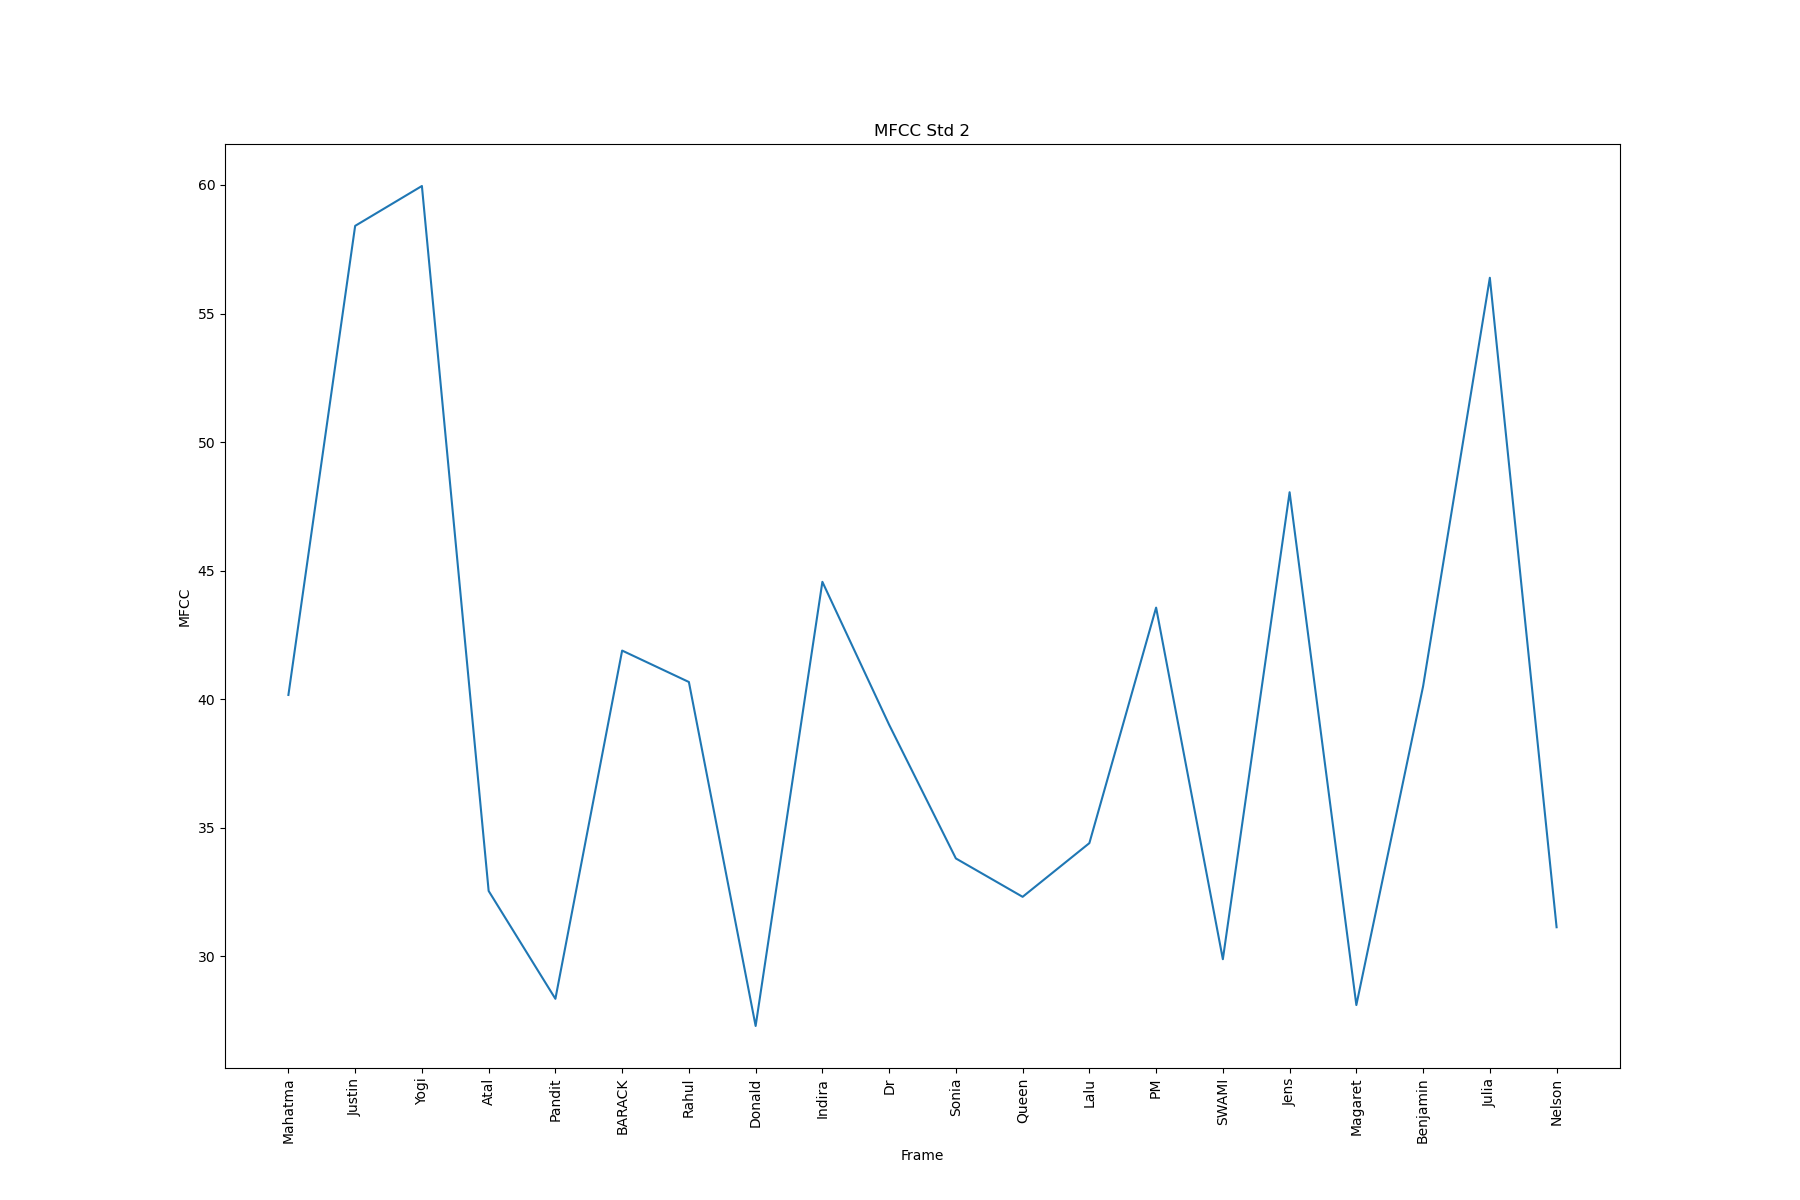 MFCC Std 2
60
55
50
45
40
35
30
MFCC
Mahatma
Justin
Yogi
Atal
Pandit
BARACK
Rahul
Donald
Indira
Dr
Sonia
Queen
Lalu
PM
SWAMI
Jens
Magaret
Benjamin
Julia
Nelson
Frame